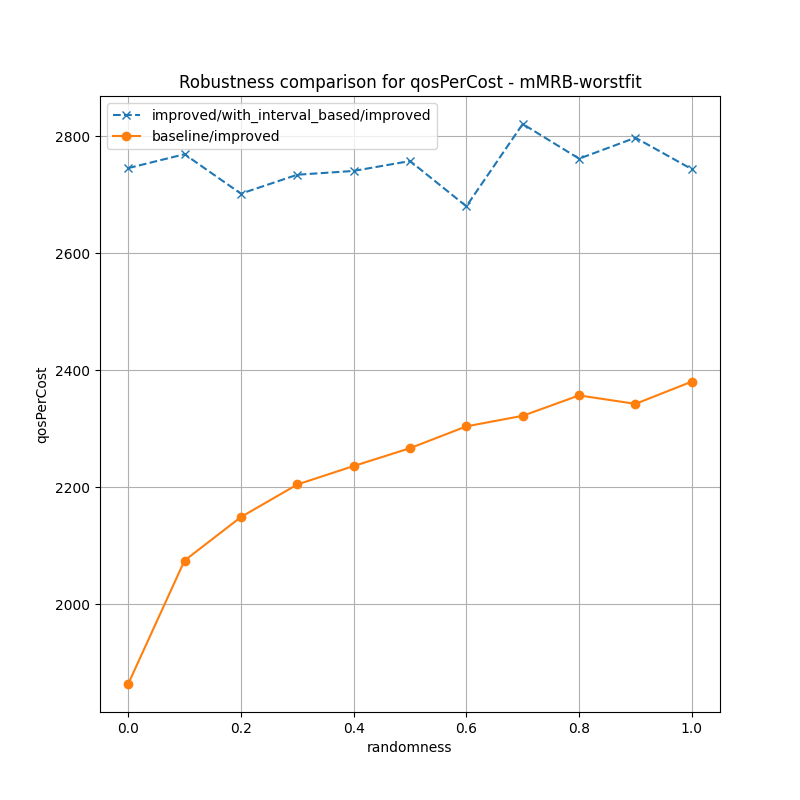 Robustness comparison for qosPerCost - mMRB-worstfit
improved/with_interval_based/improved
baseline/improved
2800
2600
2400
2200
2000
qosPerCost
0.0 0.2 0.4 0.6 0.8 1.0
randomness